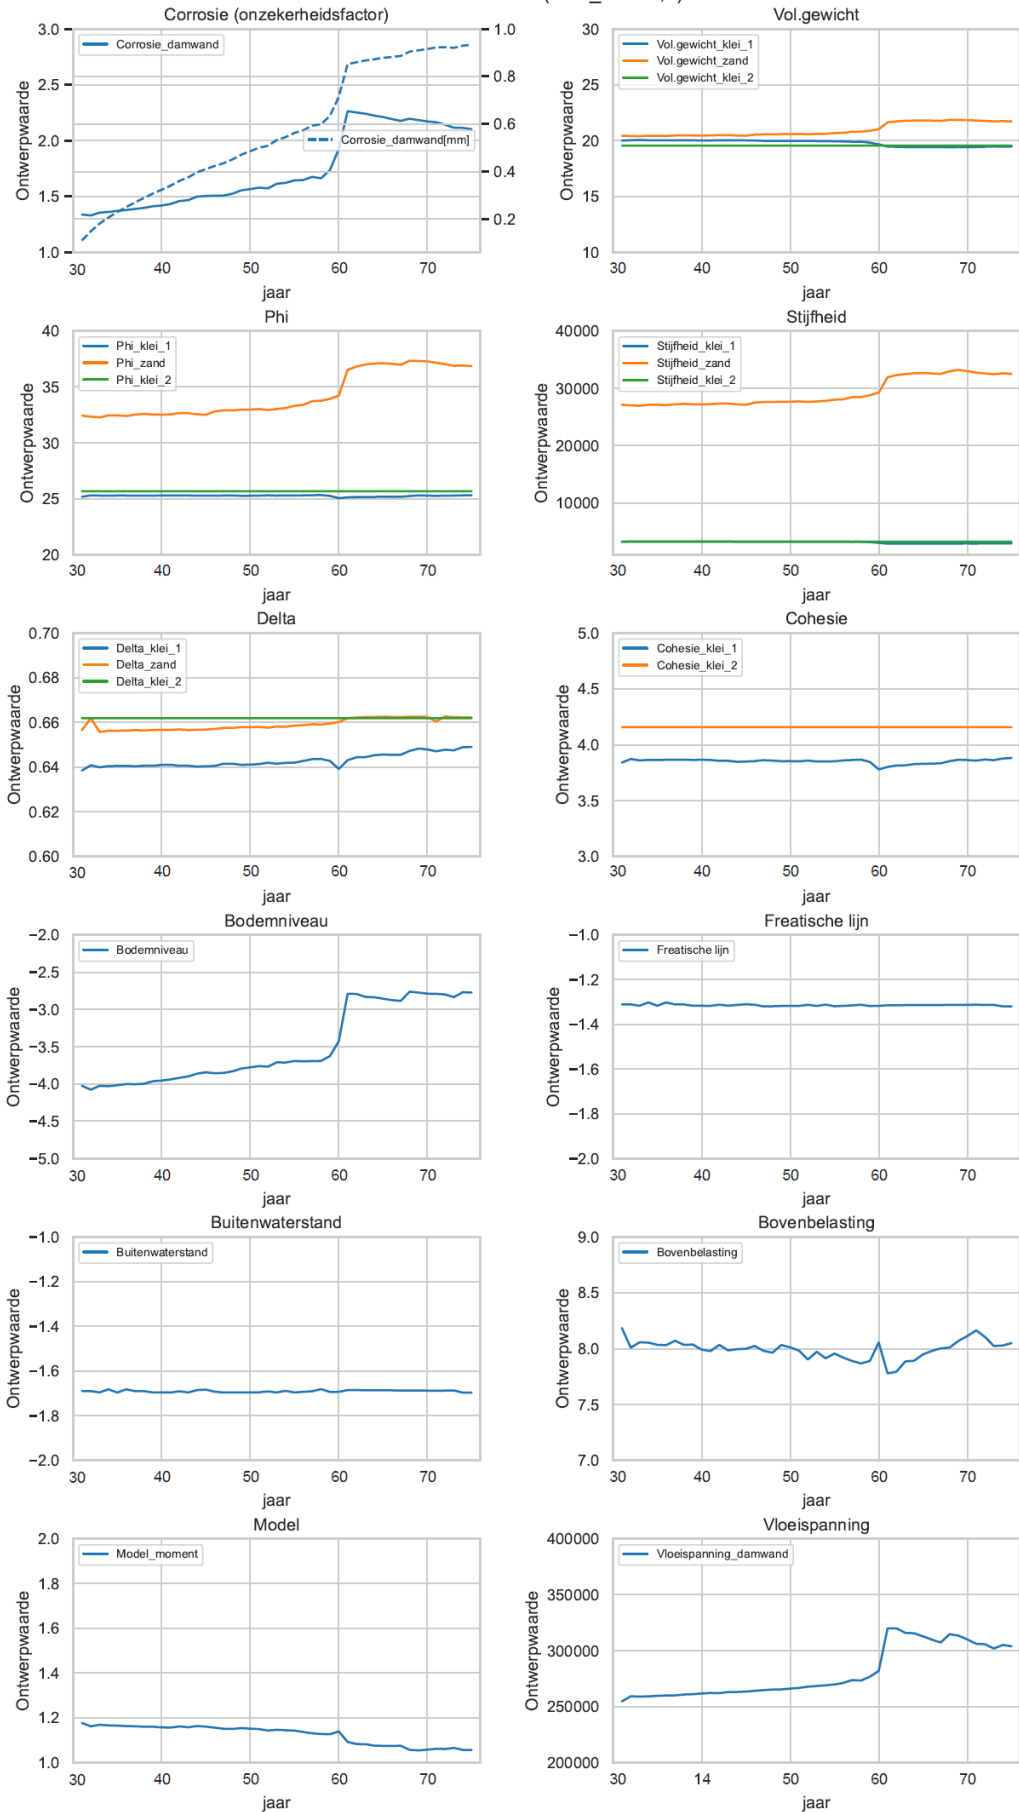 Corrosie (onzekerheidsfactor)
Ontwerpwaarde
3.0
2.5
2.0
1.5
1.0
1.0
0.8
0.6
0.4
0.2
Corrosie_damwand
Corrosie_damwand[mm]
30 40 50 60 70
jaar
Vol.gewicht
Ontwerpwaarde
30
25
20
15
10
Vol.gewicht_klei_1
Vol.gewicht_zand
Vol.gewicht_klei_2
30 40 50 60 70
jaar
Phi
Ontwerpwaarde
40
35
30
25
20
Phi_klei_1
Phi_zand
Phi_klei_2
30 40 50 60 70
jaar
Stijfheid
Ontwerpwaarde
40000
30000
20000
10000
Stijfheid_klei_1
Stijfheid_zand
Stijfheid_klei_2
30 40 50 60 70
jaar
Delta
Ontwerpwaarde
0.70
0.68
0.66
0.64
0.62
0.60
Delta_klei_1
Delta_zand
Delta_klei_2
30 40 50 60 70
jaar
Cohesie
Ontwerpwaarde
5.0
4.5
4.0
3.5
3.0
Cohesie_klei_1
Cohesie_klei_2
30 40 50 60 70
jaar
Bodemniveau
Ontwerpwaarde
−2.0
−2.5
−3.0
−3.5
−4.0
−4.5
−5.0
Bodemniveau
30 40 50 60 70
jaar
Freatische lijn
Ontwerpwaarde
−1.0
−1.2
−1.4
−1.6
−1.8
−2.0
Freatische lijn
30 40 50 60 70
jaar
Buitenwaterstand
Ontwerpwaarde
−1.0
−1.2
−1.4
−1.6
−1.8
−2.0
Buitenwaterstand
30 40 50 60 70
jaar
Bovenbelasting
Ontwerpwaarde
9.0
8.5
8.0
7.5
7.0
Bovenbelasting
30 40 50 60 70
jaar
Model
Ontwerpwaarde
2.0
1.8
1.6
1.4
1.2
1.0
Model_moment
30 40 50 60 70
jaar
Vloeispanning
Ontwerpwaarde
400000
350000
300000
250000
200000
Vloeispanning_damwand
30 14 50 60 70
jaar